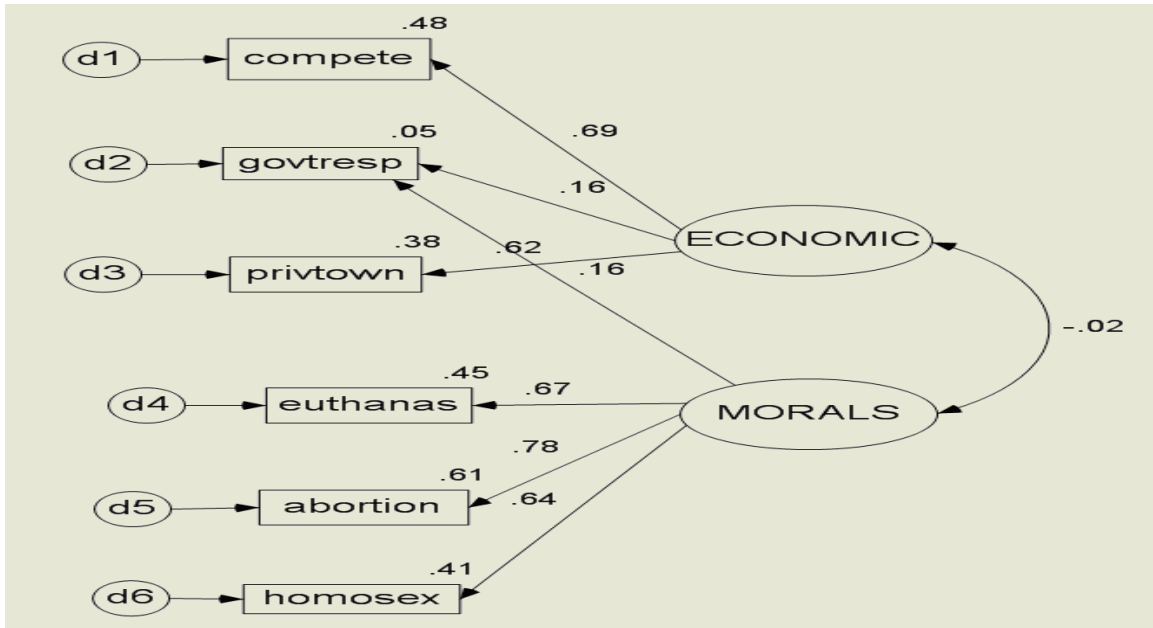 .48
d1
compete
.69
.05
d2
govtresp
.16
ECONOMIC
.38
.62
d3
privtown
.16
-.02
.45
.67
d4
euthanas
MORALS
.78
.61
d5
abortion
.64
.41
d6
homosex